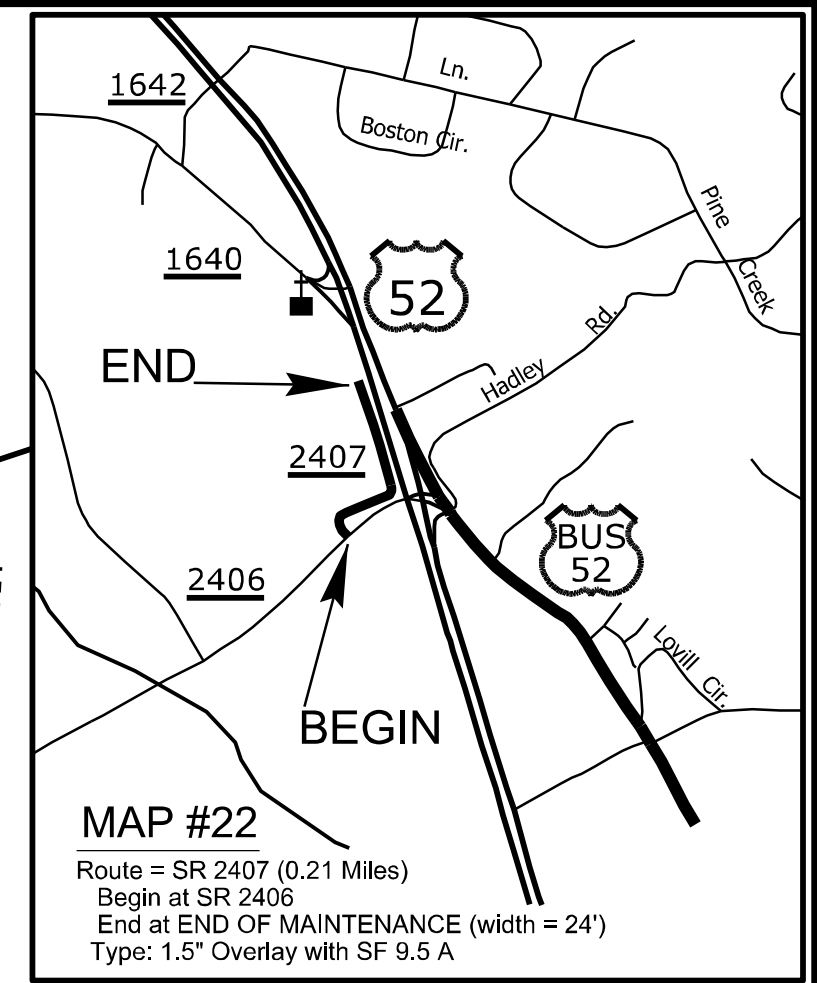 1642
Ln.
Boston Cir.
Pine
Creek
1640
52
END
Hadley
Rd.
2407
BUS
52
2406
Lovill Cir.
BEGIN
MAP #22
Route = SR 2407 (0.21 Miles)
Begin at SR 2406
End at END OF MAINTENANCE (width = 24')
Type: 1.5" Overlay with SF 9.5 A